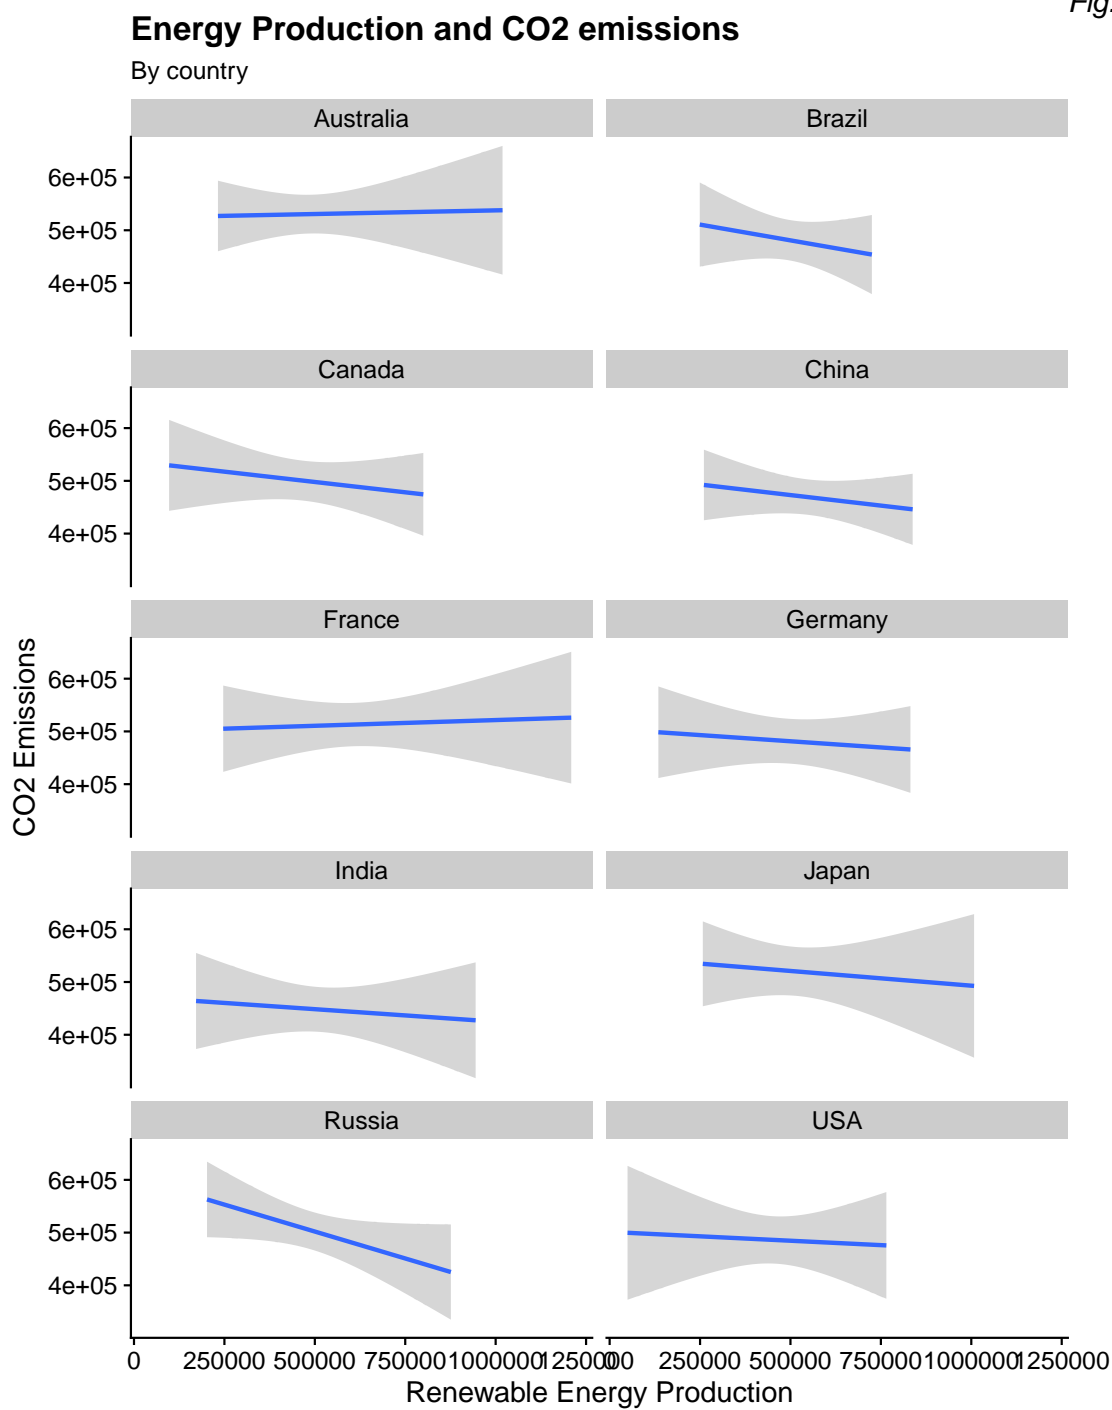 Fig.
Energy Production and CO2 emissions
By country
Australia
Brazil
6e+05
5e+05
4e+05
Canada
China
6e+05
5e+05
4e+05
France
Germany
6e+05
5e+05
4e+05
India
Japan
6e+05
5e+05
4e+05
Russia
USA
6e+05
5e+05
4e+05
CO2 Emissions
0 250000 500000 750000 1000000 1250000 0 250000 500000 750000 1000000 1250000
Renewable Energy Production